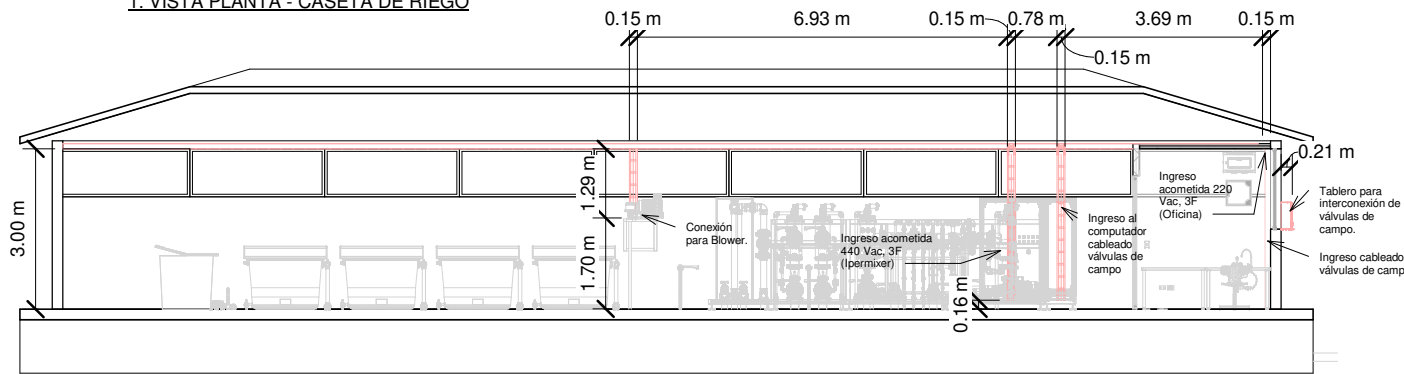 1. VISTA PLANTA - CASETA DE RIEGO
0.15 m
6.93 m
0.15 m
0.78 m
3.69 m
0.15 m
0.15 m
3.00 m
1.29 m
1.70 m
0.16 m
0.21 m
Conexión
para Blower.
Ingreso acometida
440 Vac, 3F
(Ipermixer)
Ingreso al
computador
cableado
válvulas de
campo
Ingreso
acometida 220
Vac, 3F
(Oficina)
Tablero para
interconexión de
válvulas de
campo.
Ingreso cableado
válvulas de camp